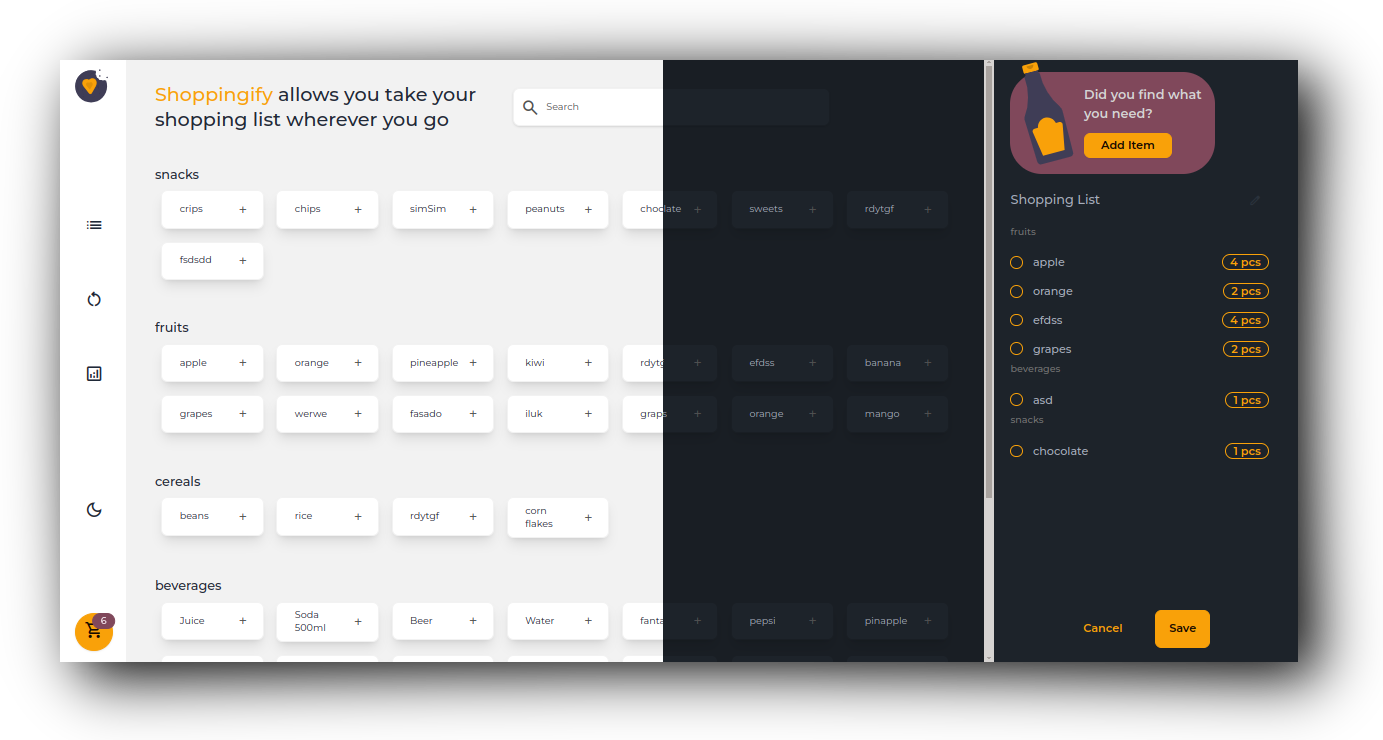 Shoppingify allows you take your
shopping list wherever you go
Search
snacks
crips + chips + simSim + peanuts + choclate + sweets + rdytgf +
fsdsdd +
fruits
apple + orange + pineapple + kiwi + rdytg + efdss + banana +
grapes + werwe + fasado + iluk + graps + orange + mango +
cereals
beans + rice + rdytgf + corn
flakes +
beverages
Juice + Soda
500ml + Beer + Water + fanta + pepsi + pinapple +
6
Did you find what
you need?
Add Item
Shopping List
fruits
apple 4 pcs
orange 2 pcs
efdss 4 pcs
grapes 2 pcs
beverages
asd 1 pcs
snacks
chocolate 1 pcs
Cancel Save